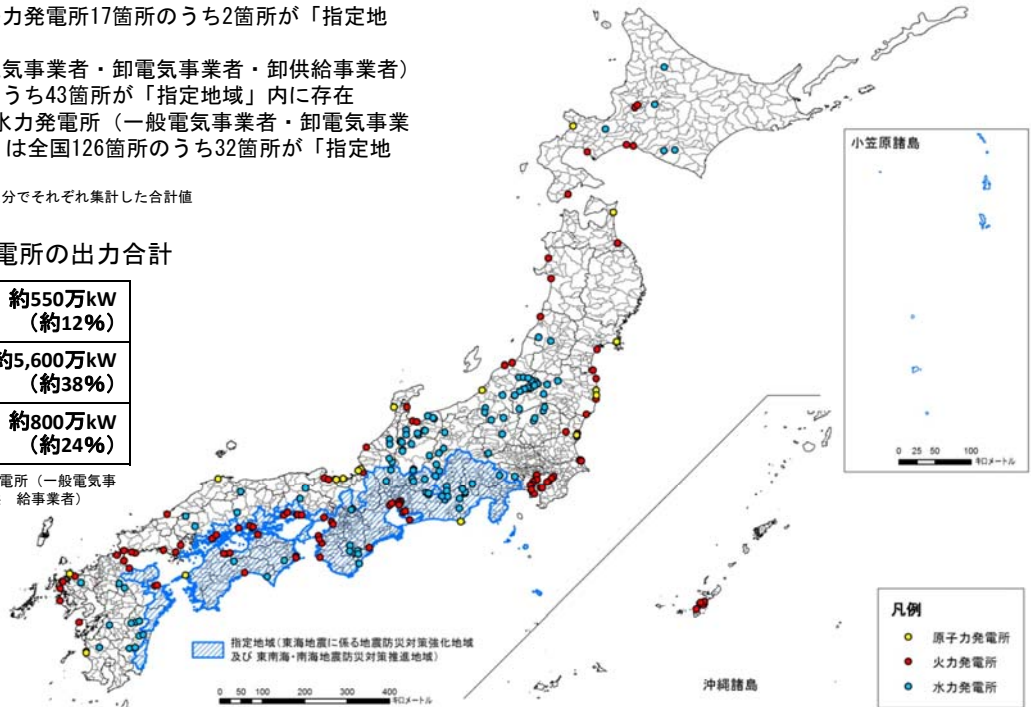 力発電所17箇所のうち2箇所が「指定地
気事業者・卸電気事業者・卸供給事業者）
うち43箇所が「指定地域」内に存在
水力発電所（一般電気事業者・卸電気事業
は全国126箇所のうち32箇所が「指定地
分でそれぞれ集計した合計値
電所の出力合計
約550万kW
（約12%）
約5,600万kW
（約38%）
約800万kW
（約24%）
電所（一般電気事
給事業者）
小笠原諸島
0 25 50 100
キロメートル
指定地域（東海地震に係る地震防災対策強化地域
及び 東南海・南海地震防災対策推進地域）
0 50 100 200 300 400
キロメートル
沖縄諸島
凡例
原子力発電所
火力発電所
水力発電所